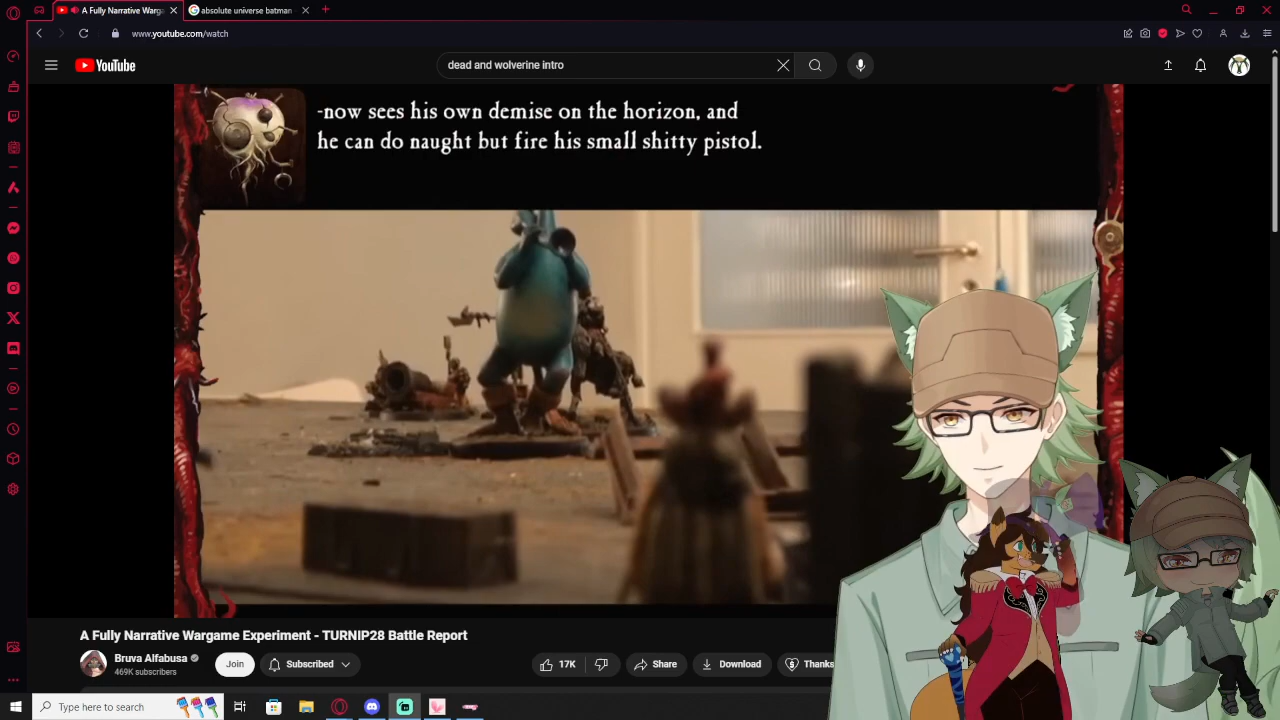 A Fully Narrative Warga
absolute universe batman
www.youtube.com/watch
YouTube
dead and wolverine intro
-now sees his own demise on the horizon, and
he can do naught but fire his small shitty pistol.
A Fully Narrative Wargame Experiment - TURNIP28 Battle Report
Bruva Alfabusa
469K subscribers
Join
Subscribed
17K
Share
Download
Thanks
Type here to search